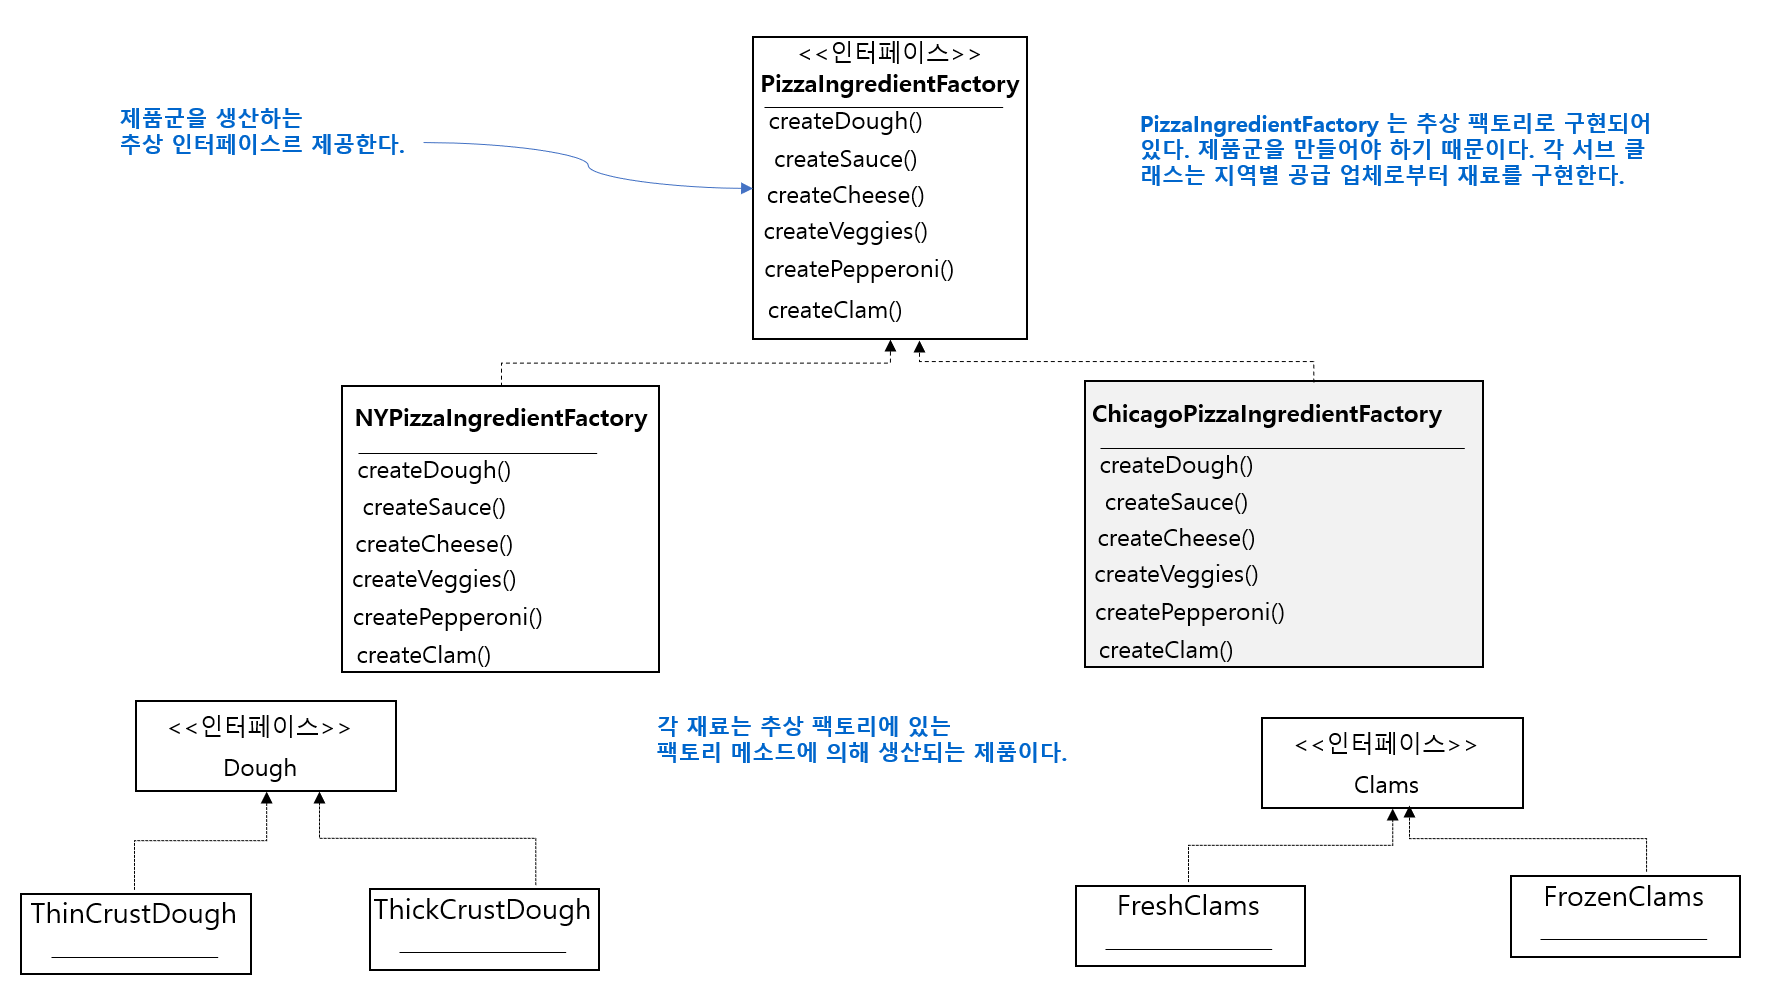 <<인터페이스>>
PizzaIngredientFactory
createDough()
createSauce()
createCheese()
createVeggies()
createPepperoni()
createClam()
제품군을 생산하는
추상 인터페이스르 제공한다.
PizzaIngredientFactory 는 추상 팩토리로 구현되어
있다. 제품군을 만들어야 하기 때문이다. 각 서브 클
래스는 지역별 공급 업체로부터 재료를 구현한다.
NYPizzaIngredientFactory
createDough()
createSauce()
createCheese()
createVeggies()
createPepperoni()
createClam()
ChicagoPizzaIngredientFactory
createDough()
createSauce()
createCheese()
createVeggies()
createPepperoni()
createClam()
<<인터페이스>>
Dough
각 재료는 추상 팩토리에 있는
팩토리 메소드에 의해 생산되는 제품이다.
<<인터페이스>>
Clams
ThinCrustDough
ThickCrustDough
FreshClams
FrozenClams